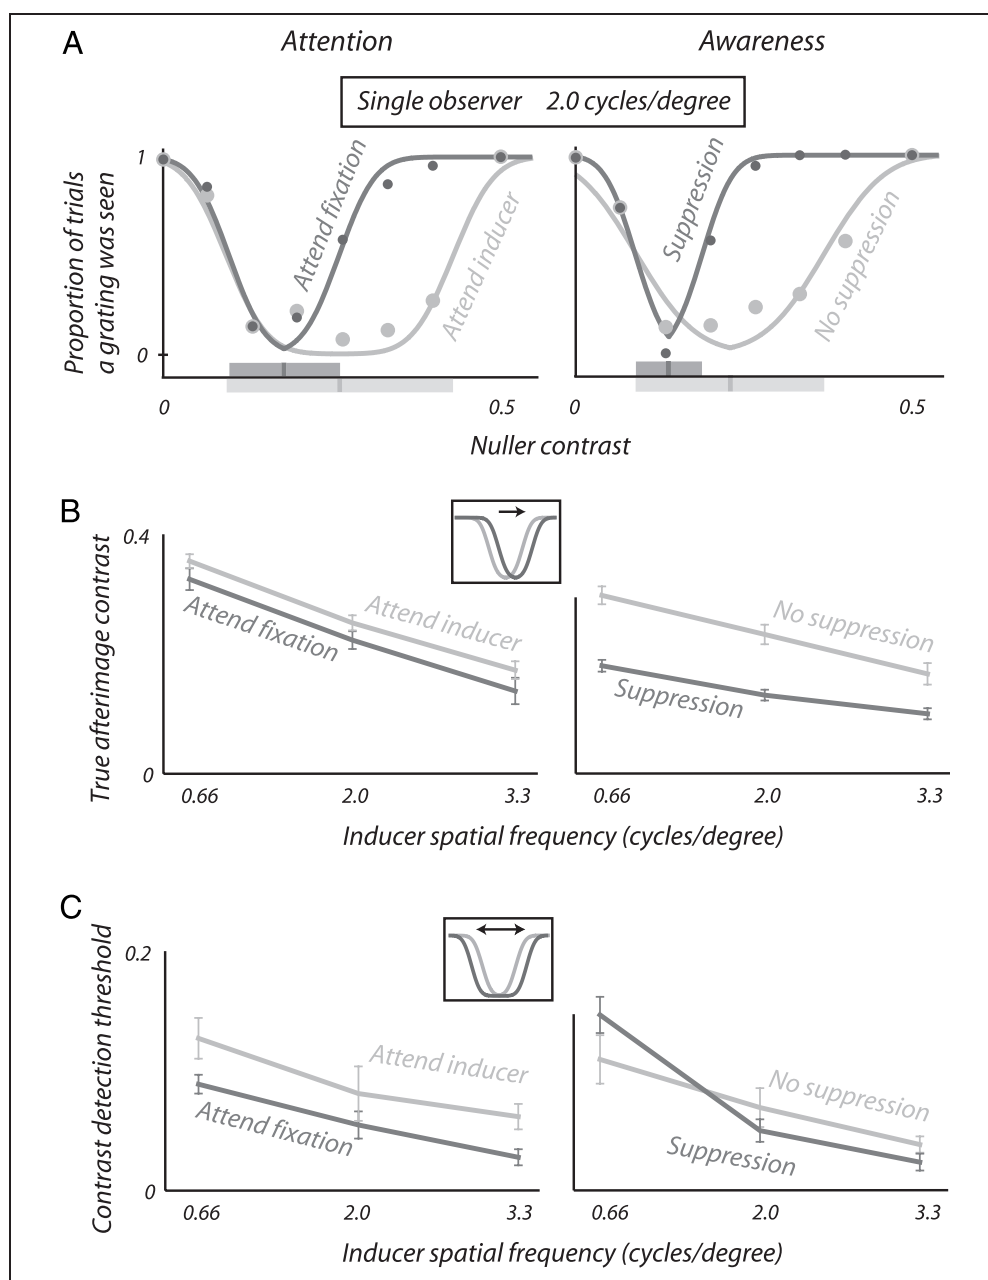 A
Attention
Awareness
Single observer 2.0 cycles/degree
Proportion of trials
a grating was seen
1
0
Attend fixation
Attend inducer
Suppression
No suppression
0
0.5
0
0.5
Nuller contrast
B
True afterimage contrast
0.4
0
Attend inducer
Attend fixation
No suppression
Suppression
0.66
2.0
3.3
0.66
2.0
3.3
Inducer spatial frequency (cycles/degree)
C
Contrast detection threshold
0.2
0
Attend inducer
Attend fixation
No suppression
Suppression
0.66
2.0
3.3
0.66
2.0
3.3
Inducer spatial frequency (cycles/degree)